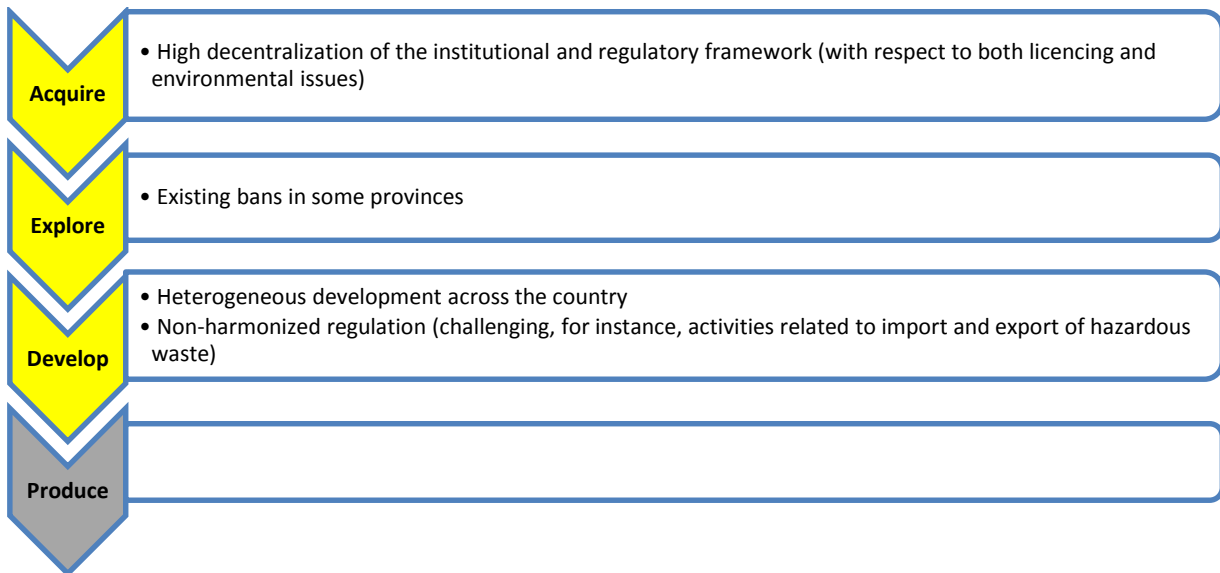 Acquire
• High decentralization of the institutional and regulatory framework (with respect to both licencing and
environmental issues)
Explore
• Existing bans in some provinces
Develop
• Heterogeneous development across the country
• Non-harmonized regulation (challenging, for instance, activities related to import and export of hazardous
waste)
Produce